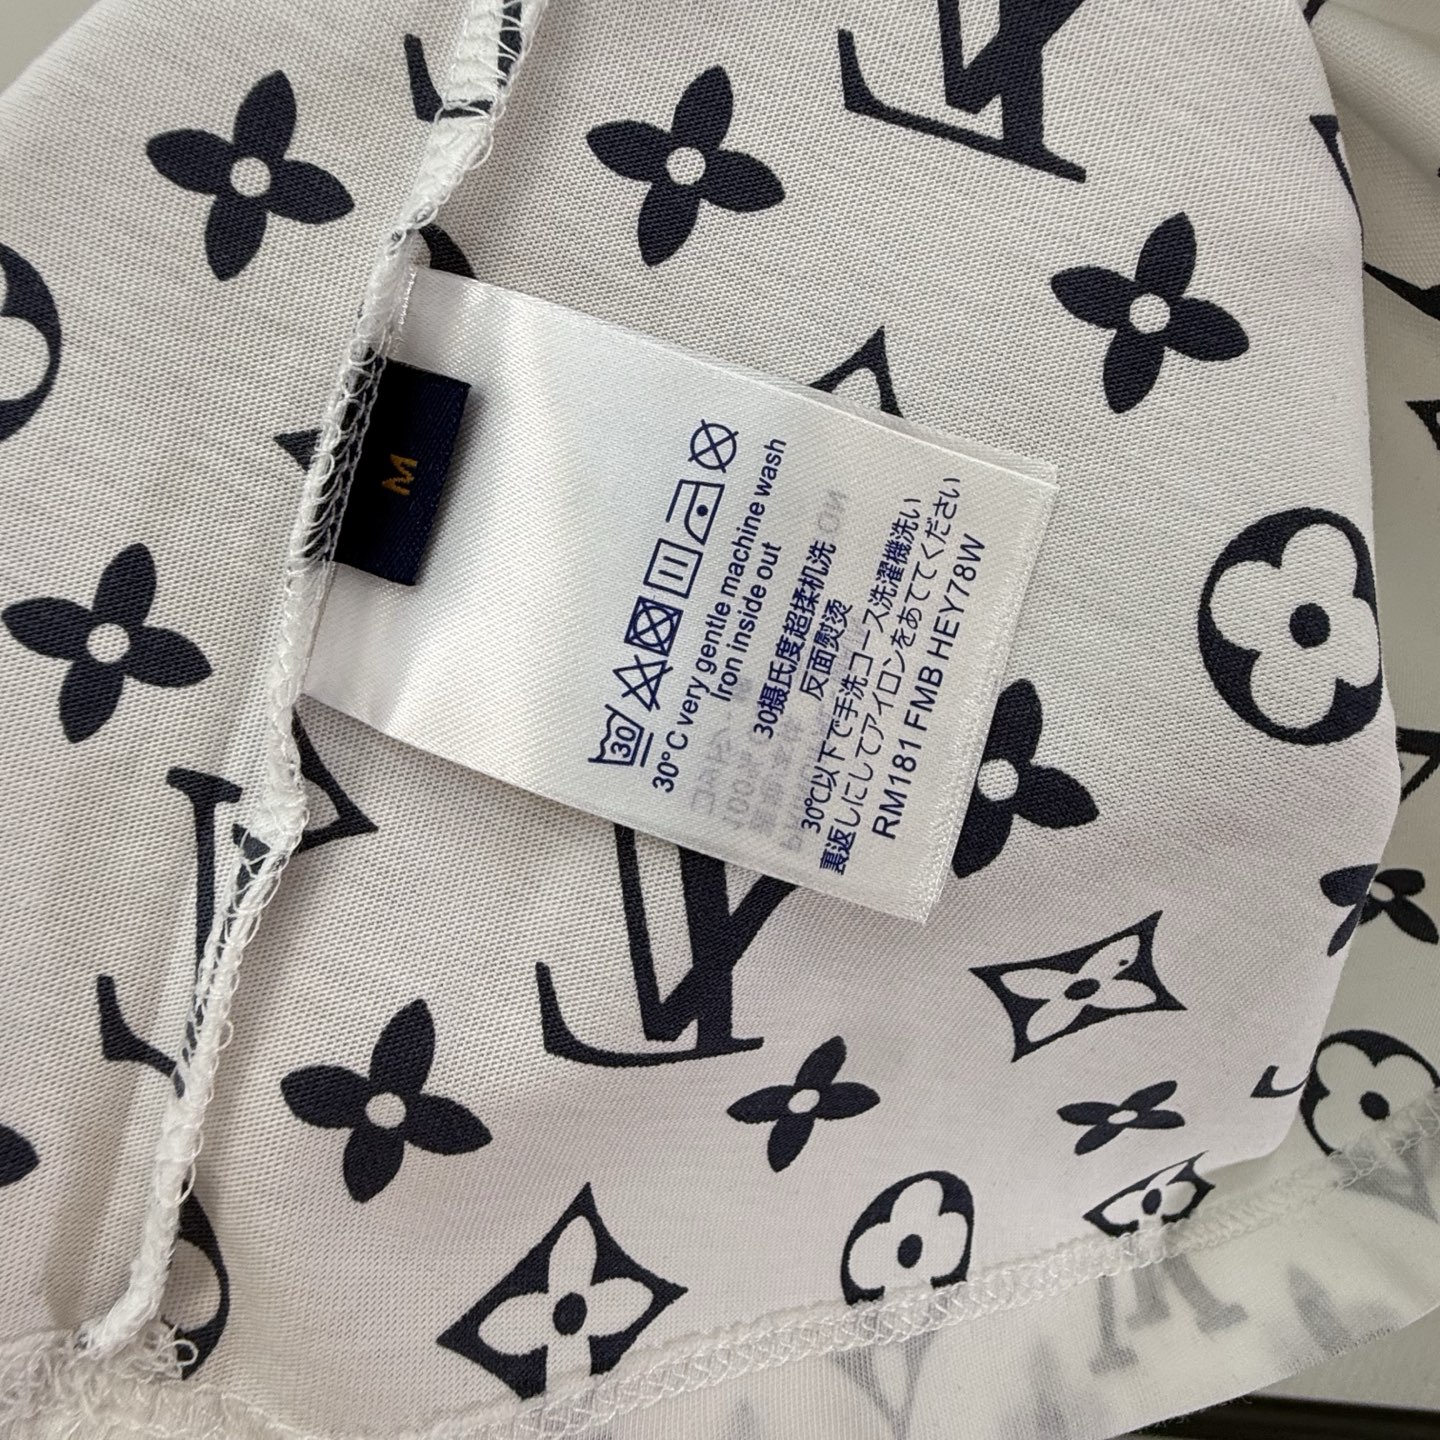 M
30
30°C very gentle machine wash
Iron inside out
30摄氏度超揉机洗
反面熨烫
30℃以下で手洗コース洗濯機洗い
裏返しにしてアイロンをあててください
RM181 FMB HEY78W